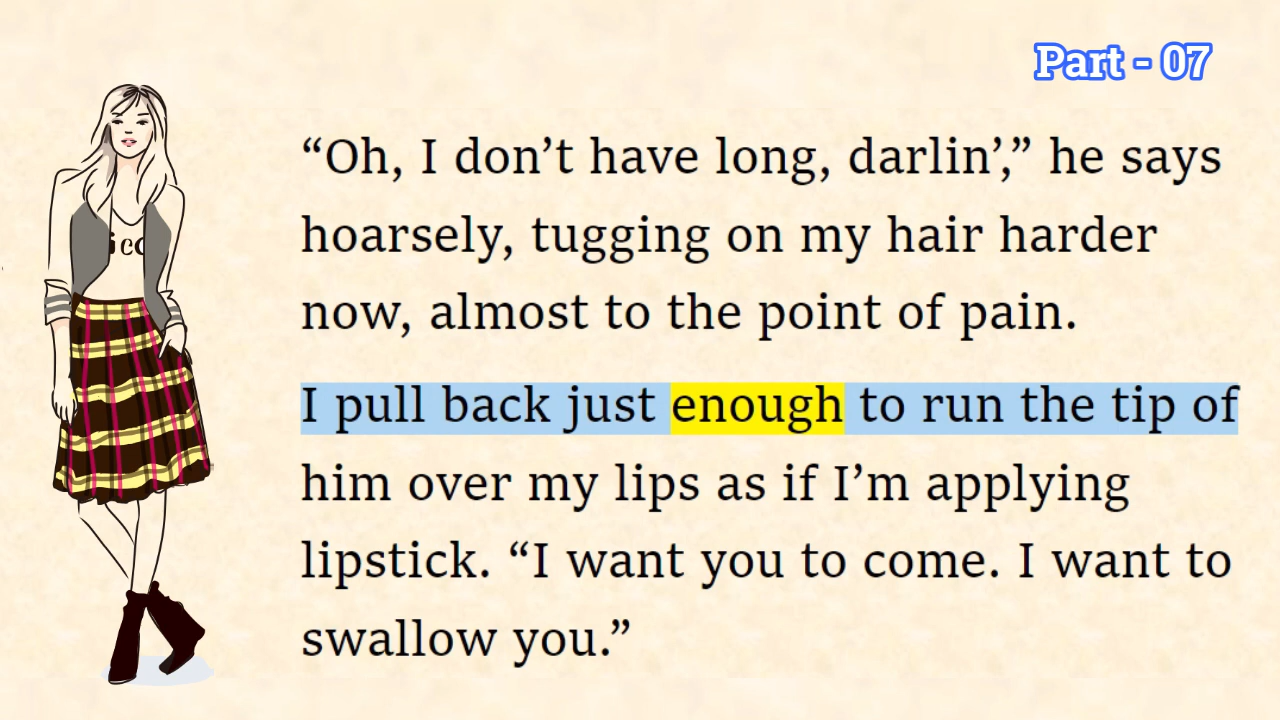 Part - 07
“Oh, I don’t have long, darlin’,” he says
hoarsely, tugging on my hair harder
now, almost to the point of pain.
I pull back just enough to run the tip of
him over my lips as if I’m applying
lipstick. “I want you to come. I want to
swallow you.”